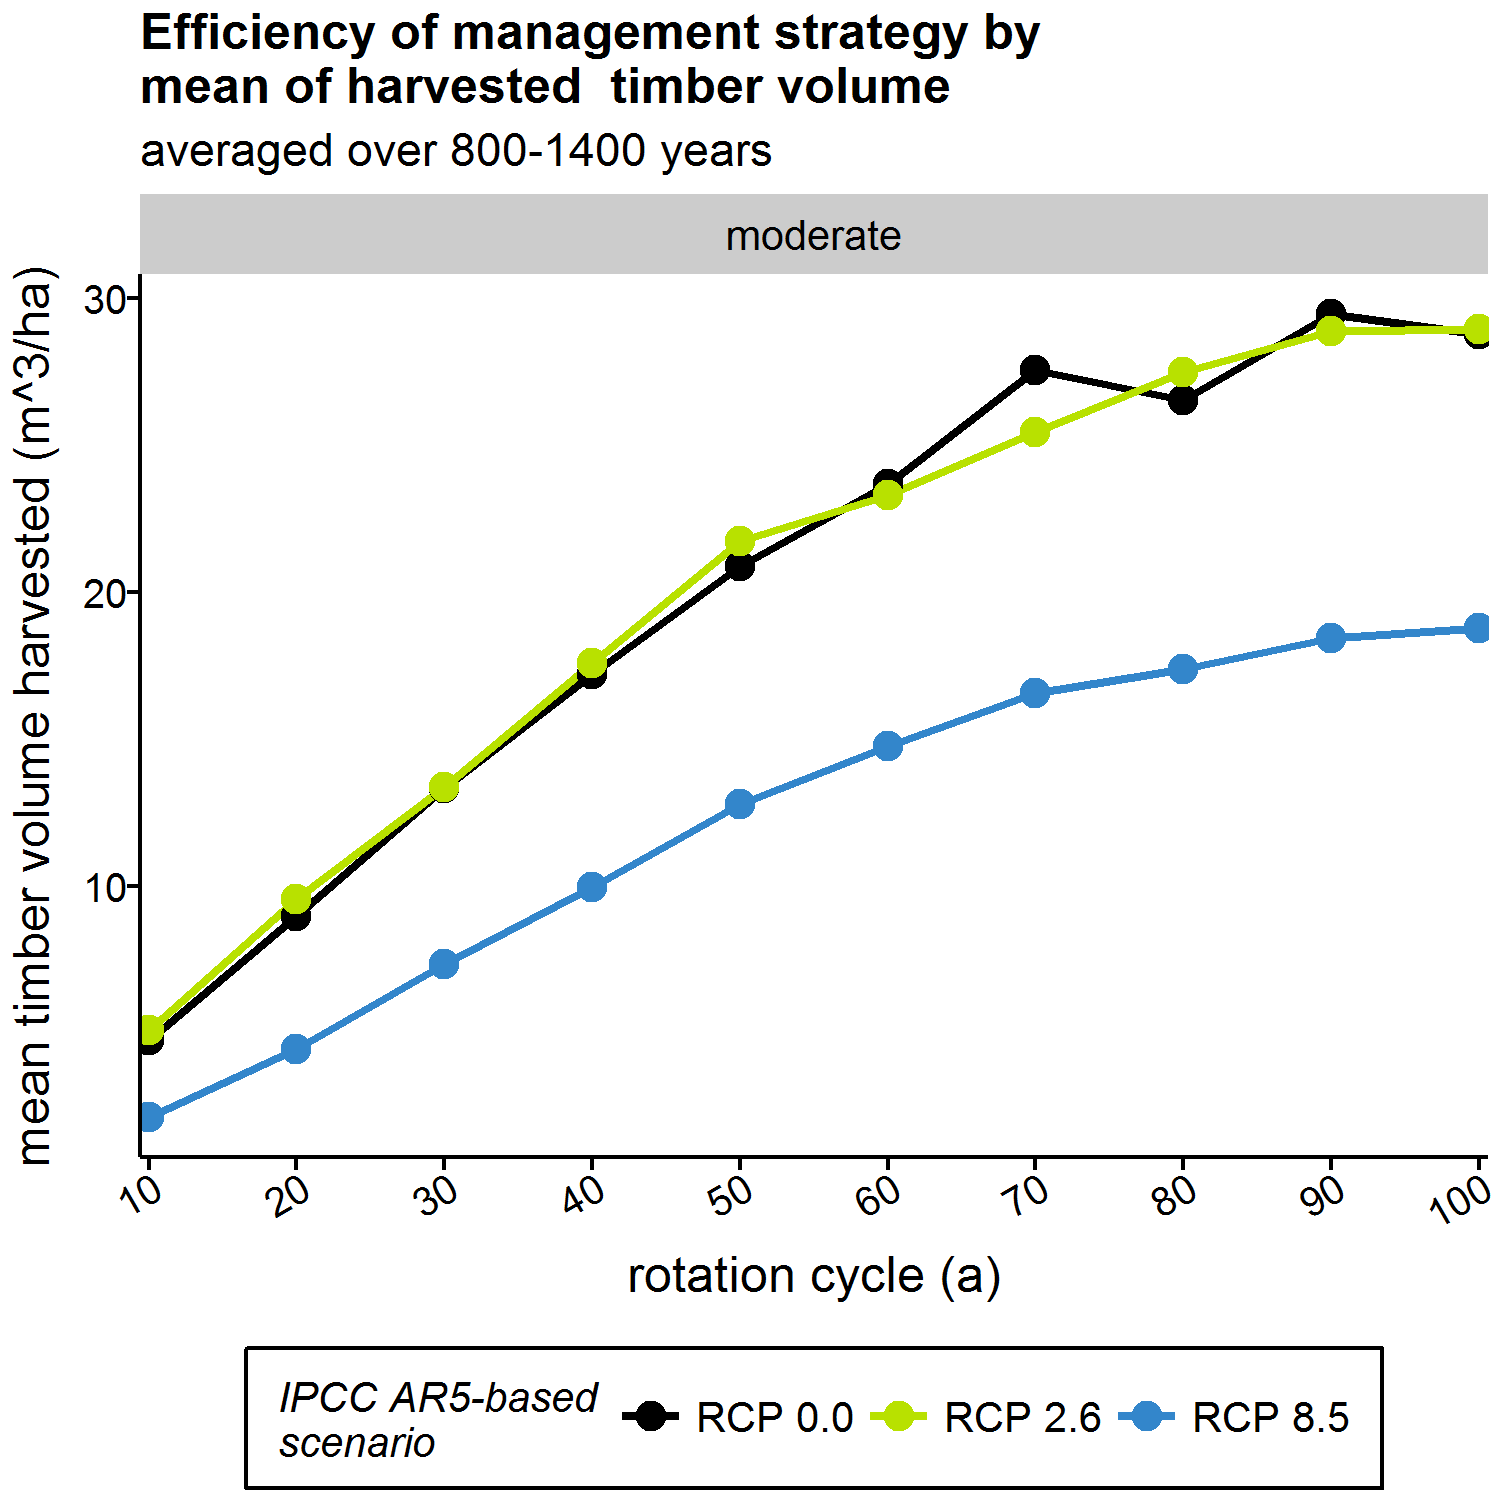 Efficiency of management strategy by
mean of harvested  timber volume
averaged over 800-1400 years
moderate
mean timber volume harvested (m^3/ha)
30
20
10
10 20 30 40 50 60 70 80 90 100
rotation cycle (a)
IPCC AR5-based
scenario
RCP 0.0 RCP 2.6 RCP 8.5